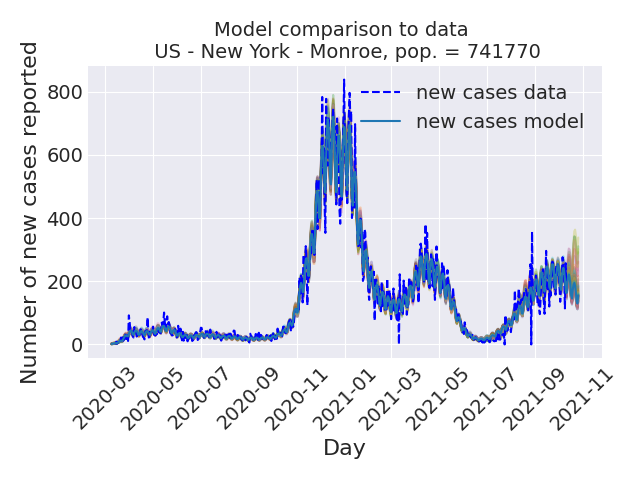 Model comparison to data
US - New York - Monroe, pop. = 741770
Number of new cases reported
800
600
400
200
0
new cases data
new cases model
2020-03
2020-05
2020-07
2020-09
2020-11
2021-01
2021-03
2021-05
2021-07
2021-09
2021-11
Day